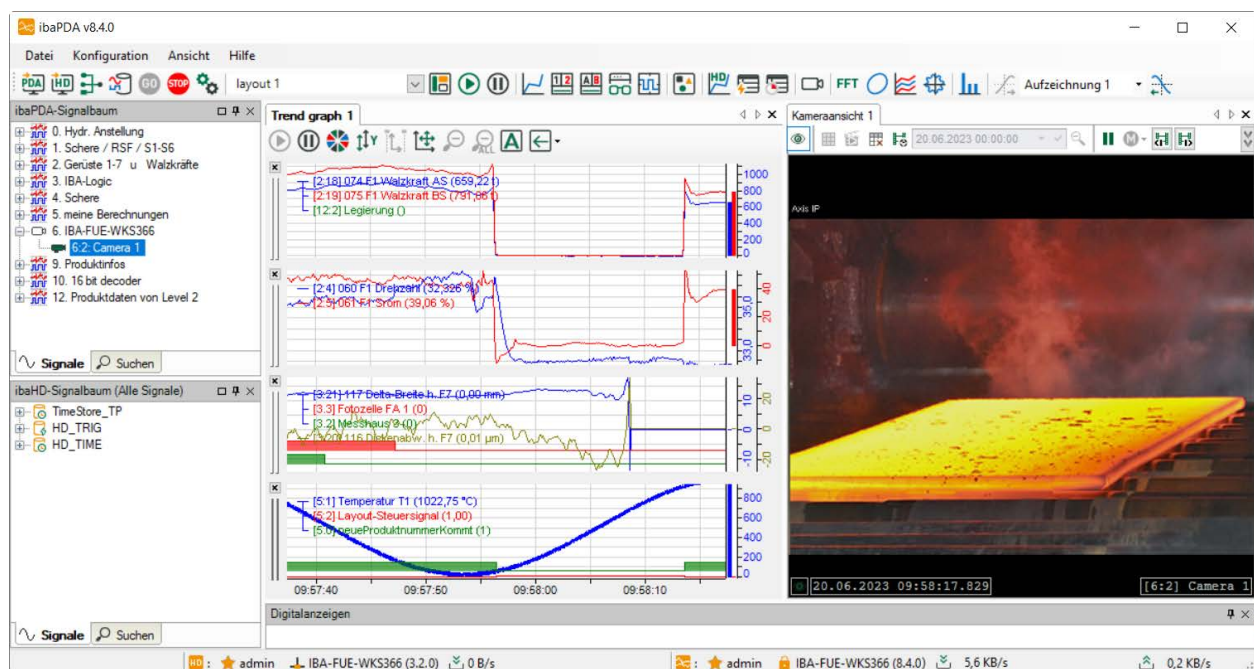 ibaPDA v8.4.0
Datei Konfiguration Ansicht Hilfe
PDA HD GO STOP layout 1 HD FFT Aufzeichnung 1
ibaPDA-Signalbaum
0. Hydr. Anstellung
1. Schere / RSF / S1-S6
2. Gerüste 1-7 u Walzkräfte
3. IBA-Logic
4. Schere
5. meine Berechnungen
6. IBA-FUE-WKS366
6:2: Camera 1
9. Produktinfos
10. 16 bit decoder
12. Produktdaten von Level 2
Signale Suchen
ibaHD-Signalbaum (Alle Signale)
TimeStore_TP
HD_TRIG
HD_TIME
Signale Suchen
Trend graph 1
[2:18] 074 F1 Walzkraft AS (659,22 t)
[2:19] 075 F1 Walzkraft BS (791,86 t)
[12:2] Legierung ()
1000
800
600
400
200
0
[2:4] 060 F1 Drehzahl (32,326 %)
[2:5] 061 F1 Strom (39,06 %)
35,0
33,0
40
20
0
[3:21] 117 Delta-Breite h. F7 (0,00 mm)
[3.3] Fotozelle FA 1 (0)
[3.2] Messhaus 2 (0)
[3:20] 116 Dickenabw. h. F7 (0,01 µm)
10
0
-10
20
0
-20
[5:1] Temperatur T1 (1022,75 °C)
[5:2] Layout-Steuersignal (1,00)
[5.0] neueProduktnummerKommt (1)
800
600
400
200
0
09:57:40 09:57:50 09:58:00 09:58:10
Kameraansicht 1
20.06.2023 00:00:00
Axis IP
20.06.2023 09:58:17.829 [6:2] Camera 1
Digitalanzeigen
HD : admin IBA-FUE-WKS366 (3.2.0) 0 B/s : admin IBA-FUE-WKS366 (8.4.0) 5,6 KB/s 0,2 KB/s